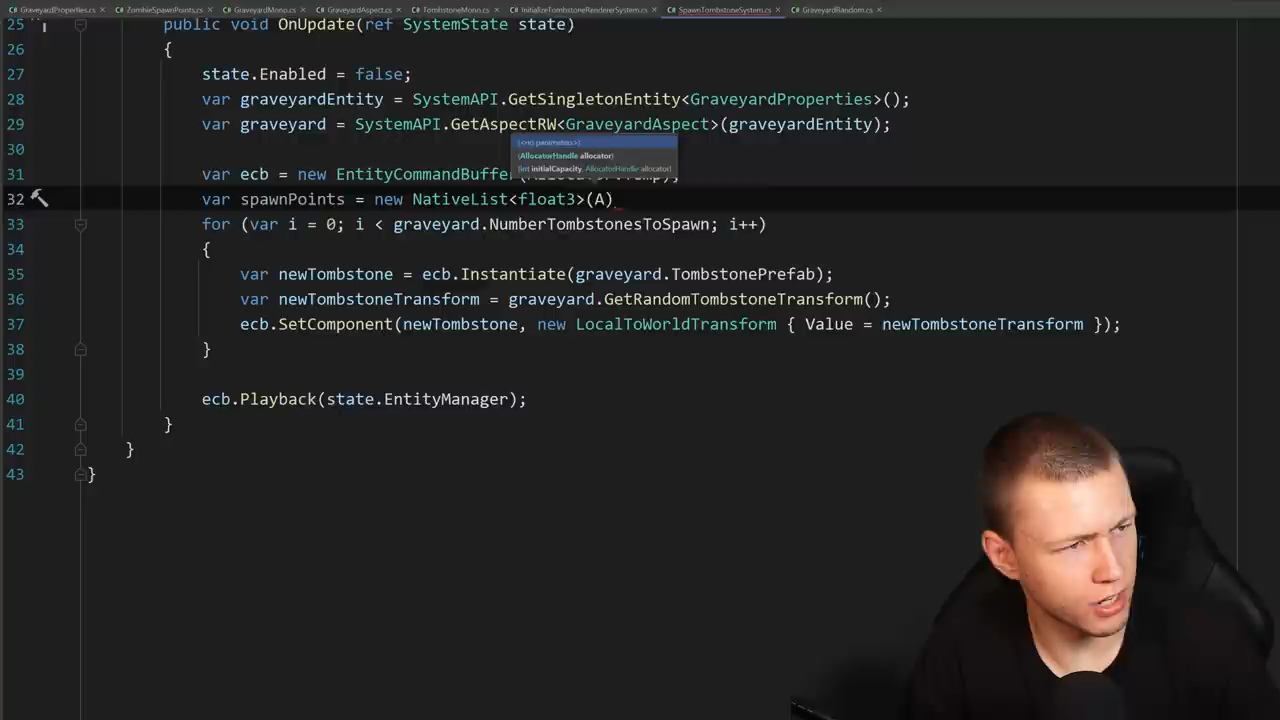 GraveyardProperties.cs ZombieSpawnPoints.cs GraveyardMono.cs GraveyardAspect.cs TombstoneMono.cs InitializeTombstoneRendererSystem.cs SpawnTombstoneSystem.cs GraveyardRandom.cs
25 public void OnUpdate(ref SystemState state)
26 {
27 state.Enabled = false;
28 var graveyardEntity = SystemAPI.GetSingletonEntity<GraveyardProperties>();
29 var graveyard = SystemAPI.GetAspectRW<GraveyardAspect>(graveyardEntity);
(<no parameters>)
30
(AllocatorHandle allocator)
(int initialCapacity, AllocatorHandle allocator)
31 var ecb = new EntityCommandBuffer(Allocator.Temp);
32 var spawnPoints = new NativeList<float3>(A)
33 for (var i = 0; i < graveyard.NumberTombstonesToSpawn; i++)
34 {
35 var newTombstone = ecb.Instantiate(graveyard.TombstonePrefab);
36 var newTombstoneTransform = graveyard.GetRandomTombstoneTransform();
37 ecb.SetComponent(newTombstone, new LocalToWorldTransform { Value = newTombstoneTransform });
38 }
39
40 ecb.Playback(state.EntityManager);
41 }
42 }
43 }